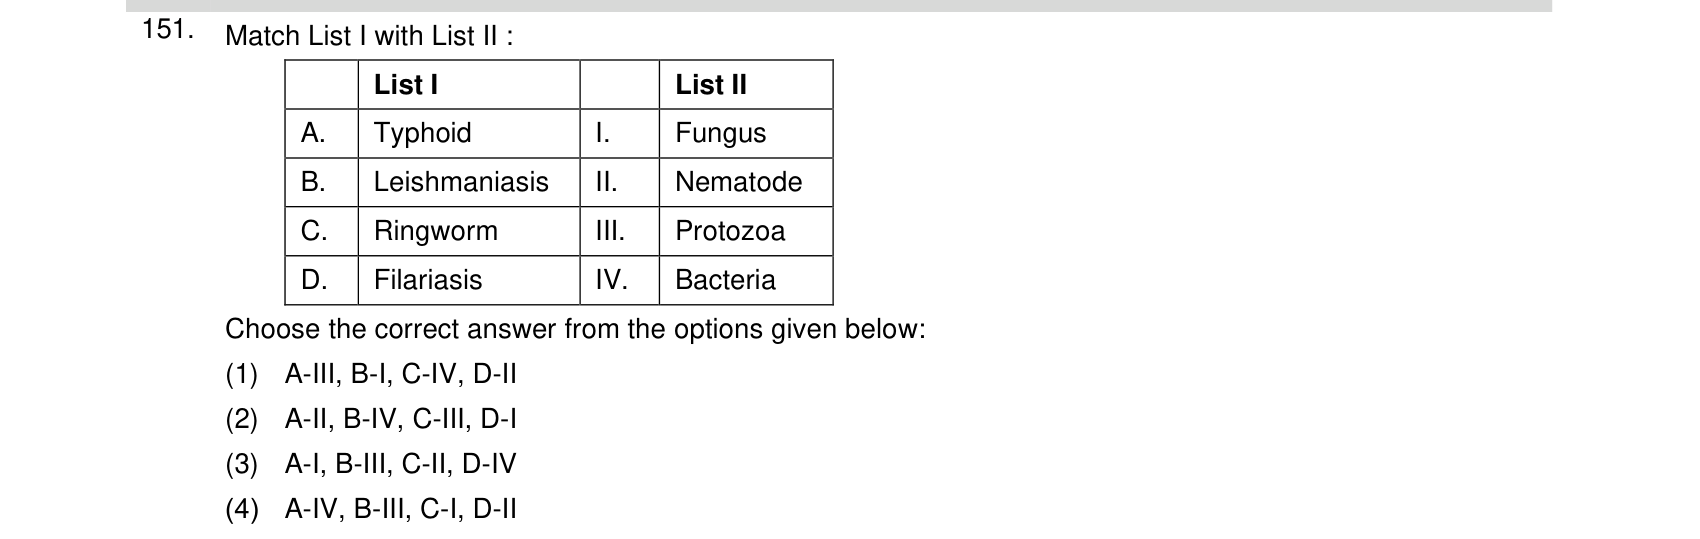 151. Match List I with List II :
List I List II
A. Typhoid I. Fungus
B. Leishmaniasis II. Nematode
C. Ringworm III. Protozoa
D. Filariasis IV. Bacteria
Choose the correct answer from the options given below:
(1) A-III, B-I, C-IV, D-II
(2) A-II, B-IV, C-III, D-I
(3) A-I, B-III, C-II, D-IV
(4) A-IV, B-III, C-I, D-II